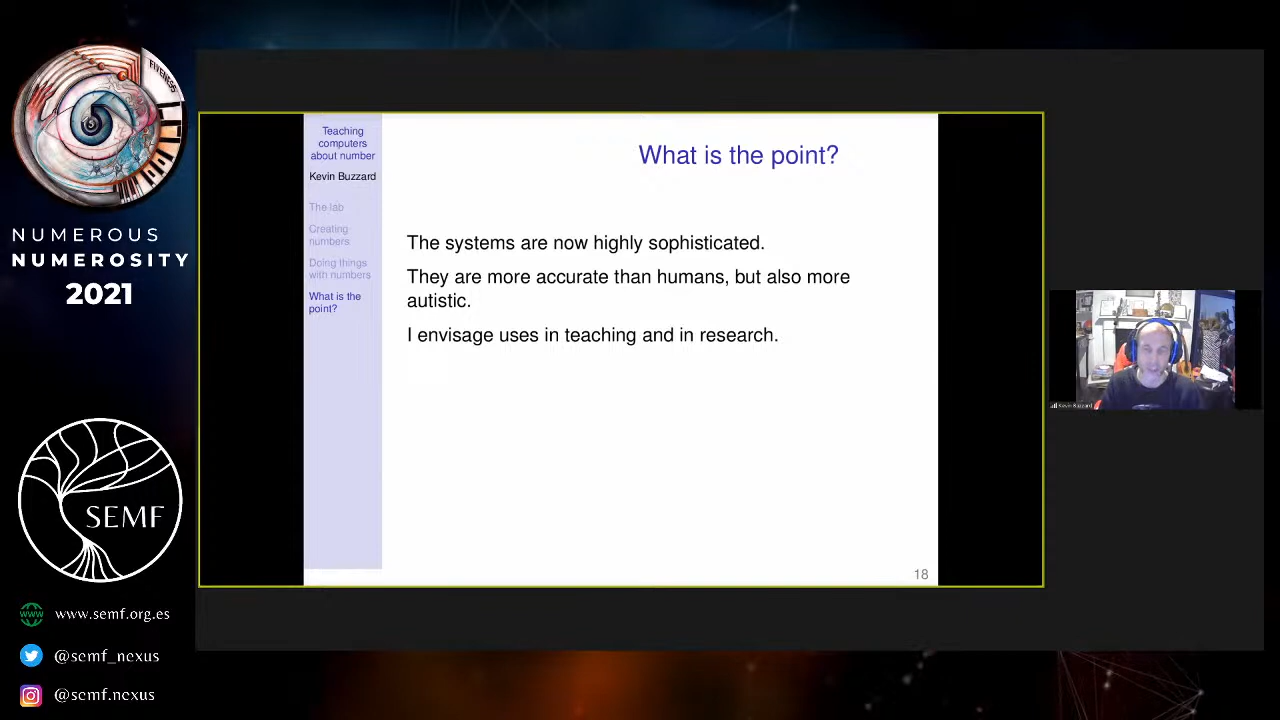 FIVENESS
NUMEROUS
NUMEROSITY
2021
SEMF
www.semf.org.es
@semf_nexus
@semf.nexus
Teaching
computers
about number
Kevin Buzzard
The lab
Creating
numbers
Doing things
with numbers
What is the
point?
What is the point?
The systems are now highly sophisticated.
They are more accurate than humans, but also more
autistic.
I envisage uses in teaching and in research.
18
Kevin Buzzard